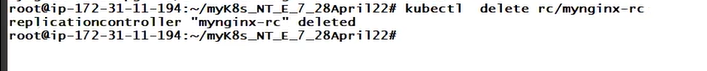 root@ip-172-31-11-194:~/myK8s_NT_E_7_28April22# kubectl  delete rc/mynginx-rc
replicationcontroller "mynginx-rc" deleted
root@ip-172-31-11-194:~/myK8s_NT_E_7_28April22#